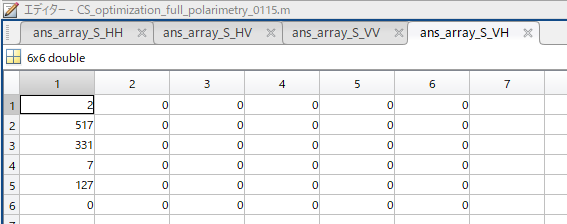 エディター - CS_optimization_full_polarimetry_0115.m
ans_array_S_HH × ans_array_S_HV × ans_array_S_VV × ans_array_S_VH ×
6x6 double
1 2 3 4 5 6 7
1 2 0 0 0 0 0
2 517 0 0 0 0 0
3 331 0 0 0 0 0
4 7 0 0 0 0 0
5 127 0 0 0 0 0
6 0 0 0 0 0 0